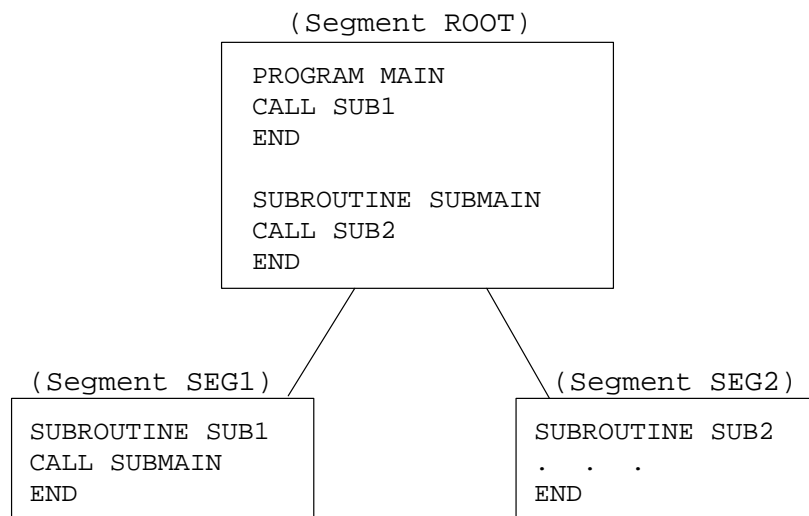 (Segment ROOT)
PROGRAM MAIN
CALL SUB1
END
SUBROUTINE SUBMAIN
CALL SUB2
END
(Segment SEG1)
SUBROUTINE SUB1
CALL SUBMAIN
END
(Segment SEG2)
SUBROUTINE SUB2
. . .
END